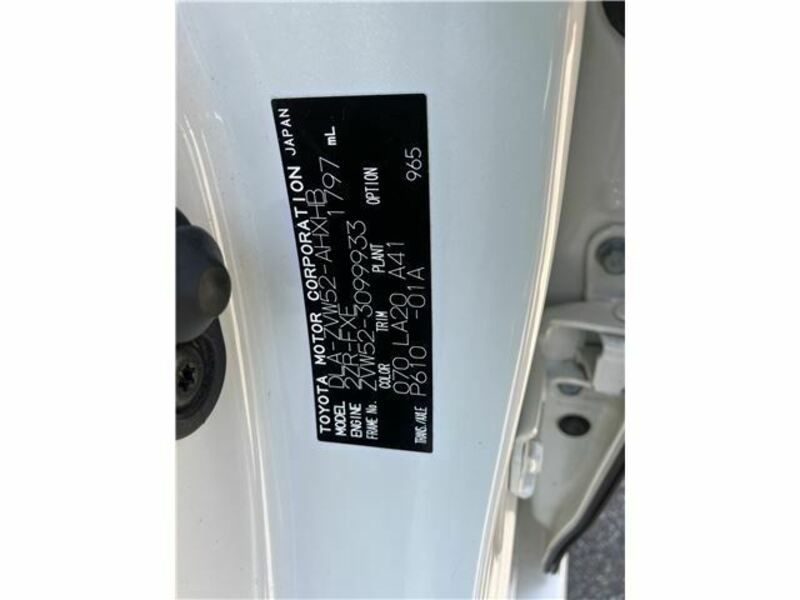 TOYOTA MOTOR CORPORATION JAPAN
MODEL DLA-ZVW52-AHXHB
ENGINE 2ZR-FXE 1797 mL
FRAME No. ZVW52-3099933
COLOR TRIM PLANT OPTION
070 LA20 A41 965
TRANS./AXLE P610 -01A